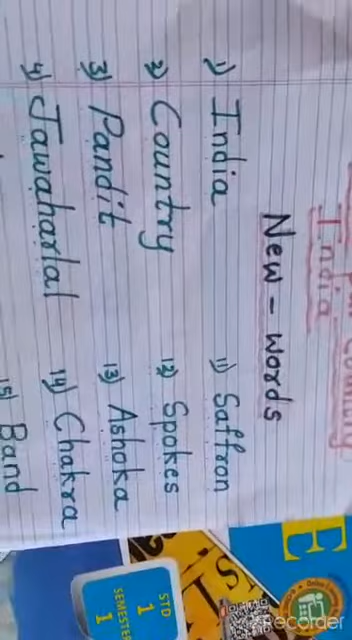 Country
India
New - words
1) India 11) Saffron
2) Country 12) Spokes
3) Pandit 13) Ashoka
4) Jawaharlal 14) Chakra
15) Band
E
STD
1
SEMESTER
1
Recorder